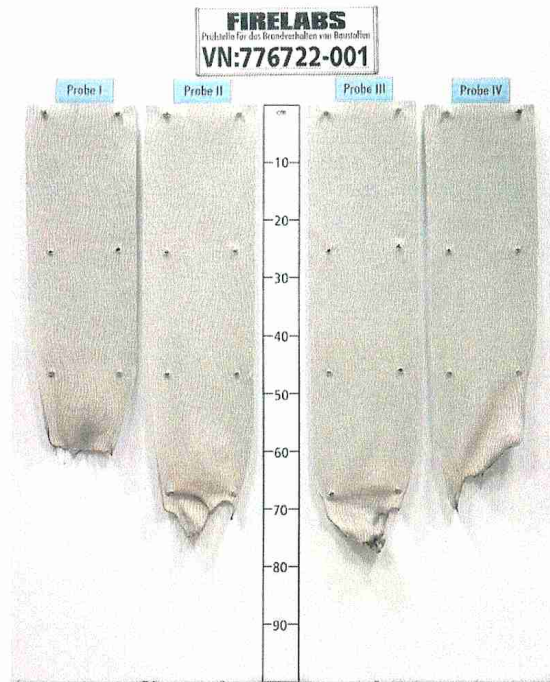 FIRELABS
Prüfstelle für das Brandverhalten von Baustoffen
VN:776722-001
Probe I
Probe II
Probe III
Probe IV
cm
10
20
30
40
50
60
70
80
90